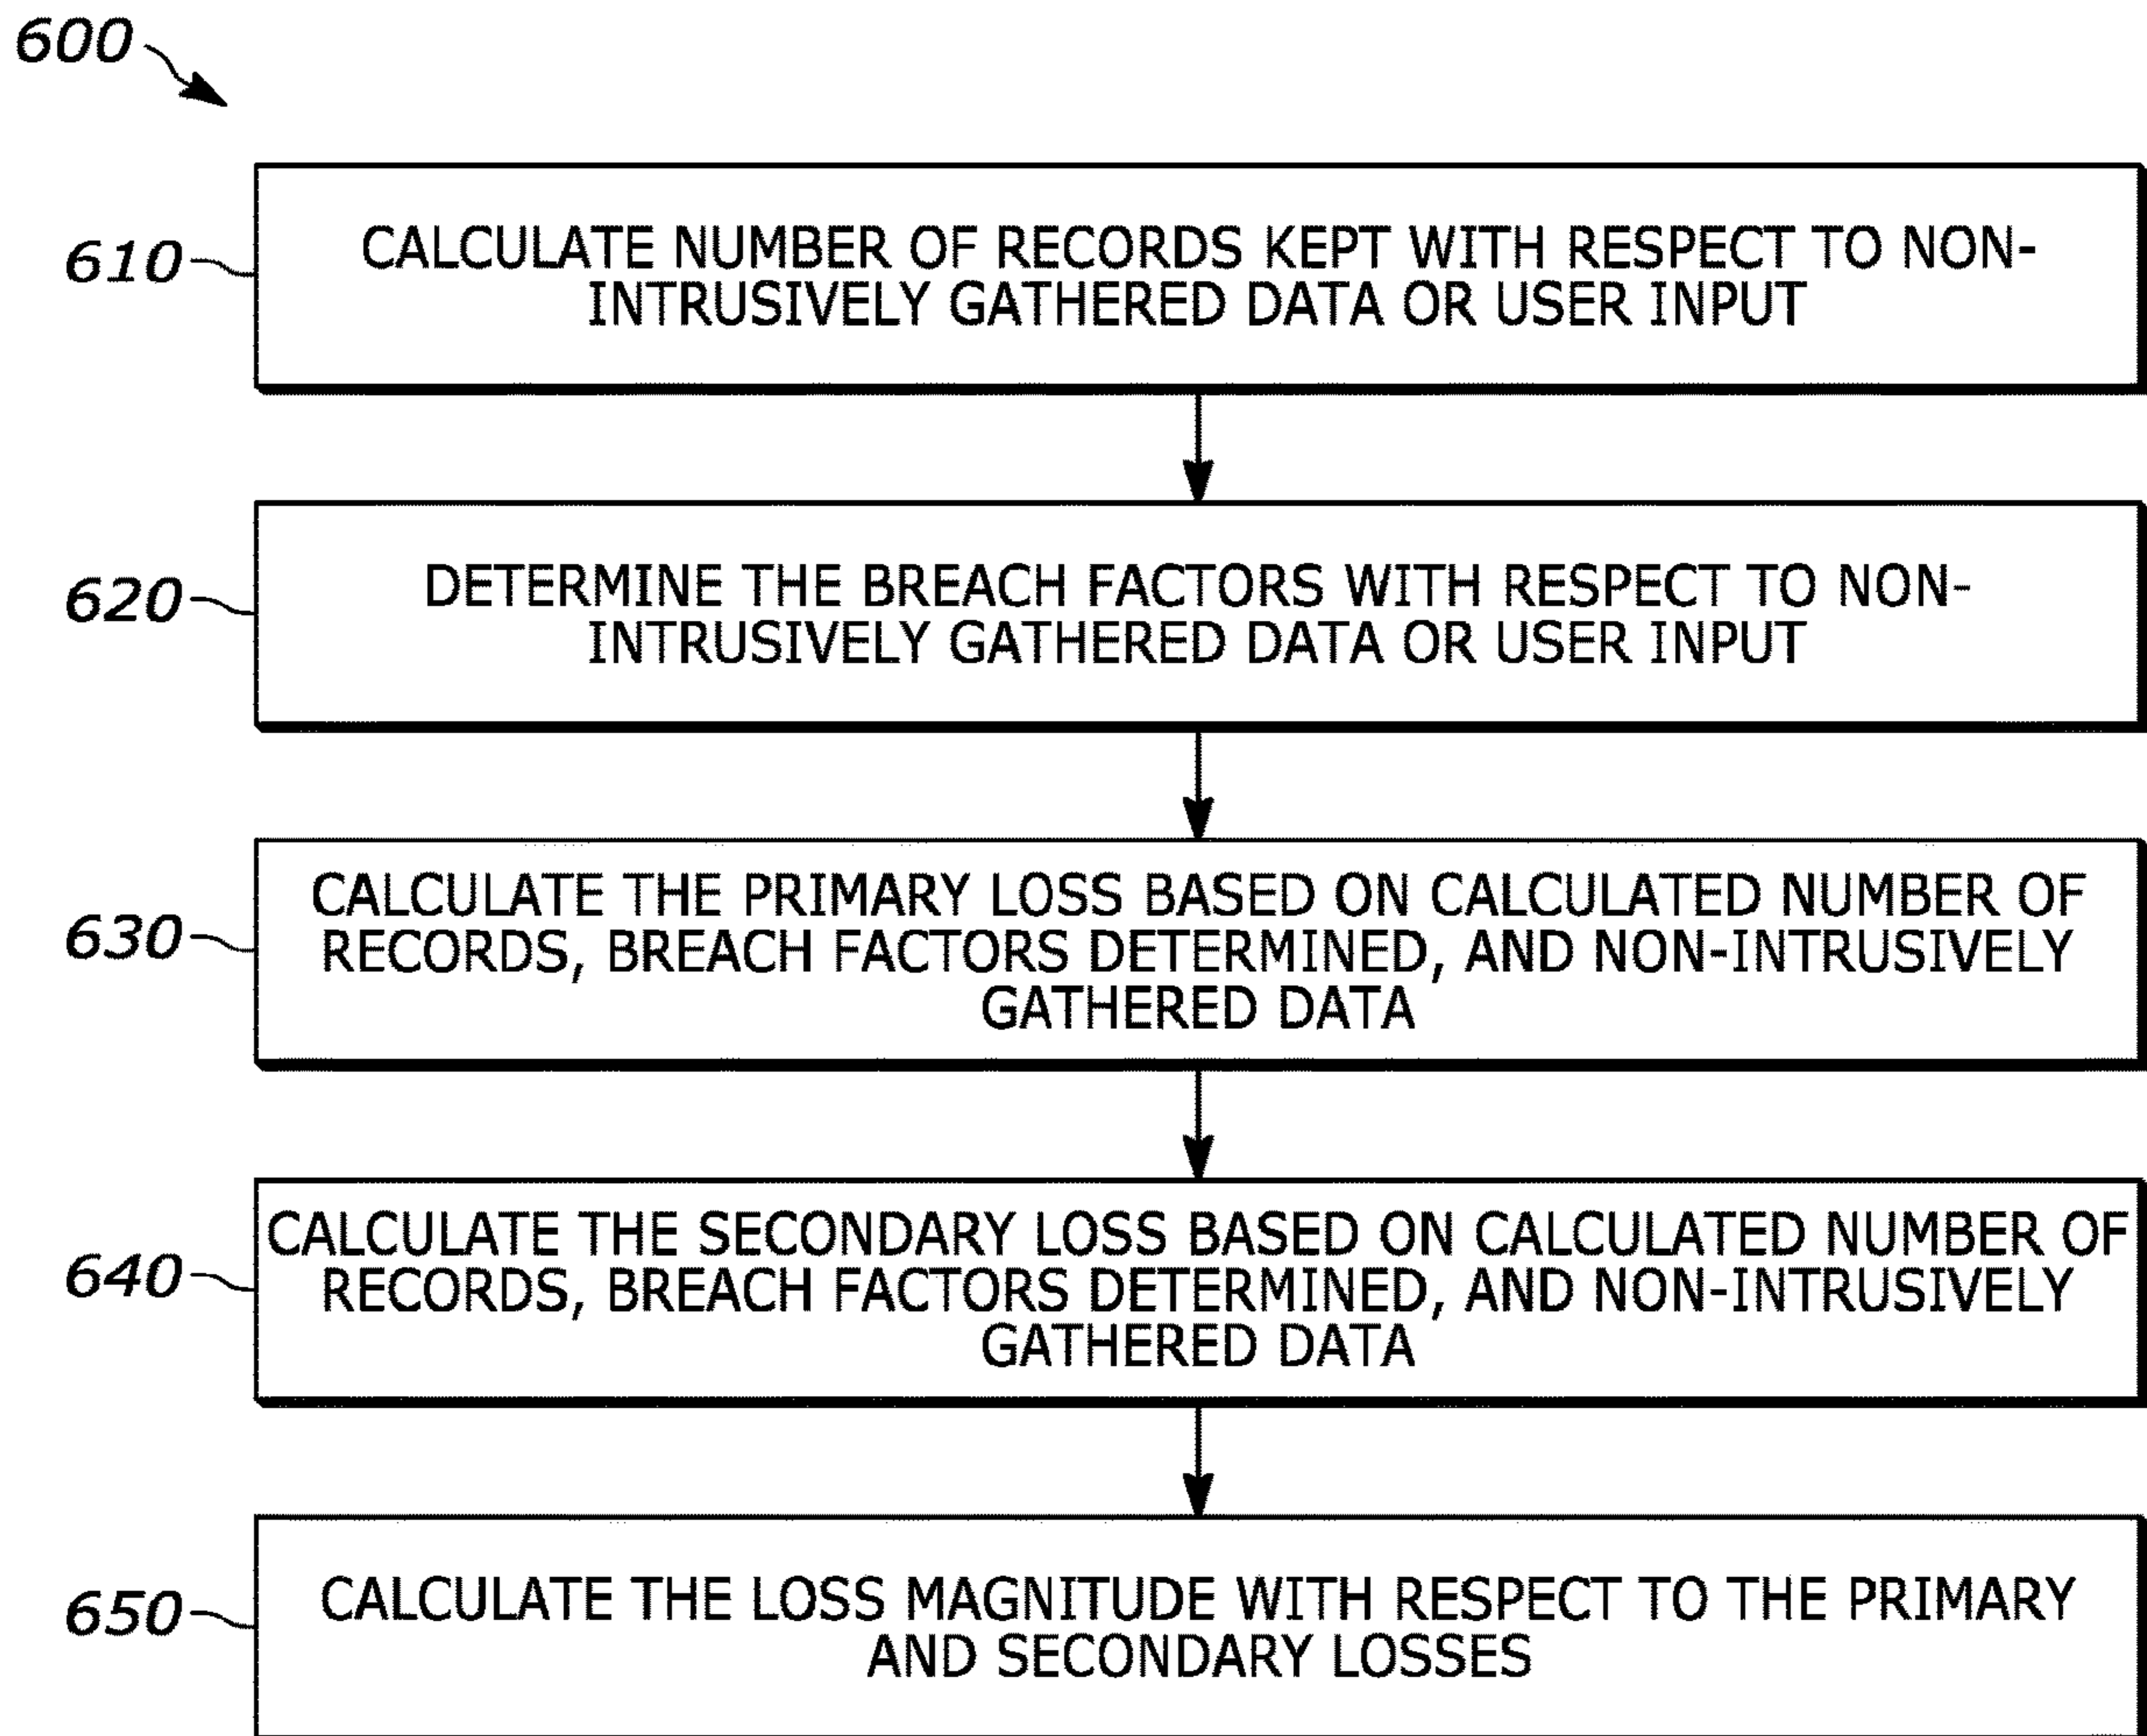 600
610
CALCULATE NUMBER OF RECORDS KEPT WITH RESPECT TO NON-
INTRUSIVELY GATHERED DATA OR USER INPUT
620
DETERMINE THE BREACH FACTORS WITH RESPECT TO NON-
INTRUSIVELY GATHERED DATA OR USER INPUT
630
CALCULATE THE PRIMARY LOSS BASED ON CALCULATED NUMBER OF
RECORDS, BREACH FACTORS DETERMINED, AND NON-INTRUSIVELY
GATHERED DATA
640
CALCULATE THE SECONDARY LOSS BASED ON CALCULATED NUMBER OF
RECORDS, BREACH FACTORS DETERMINED, AND NON-INTRUSIVELY
GATHERED DATA
650
CALCULATE THE LOSS MAGNITUDE WITH RESPECT TO THE PRIMARY
AND SECONDARY LOSSES